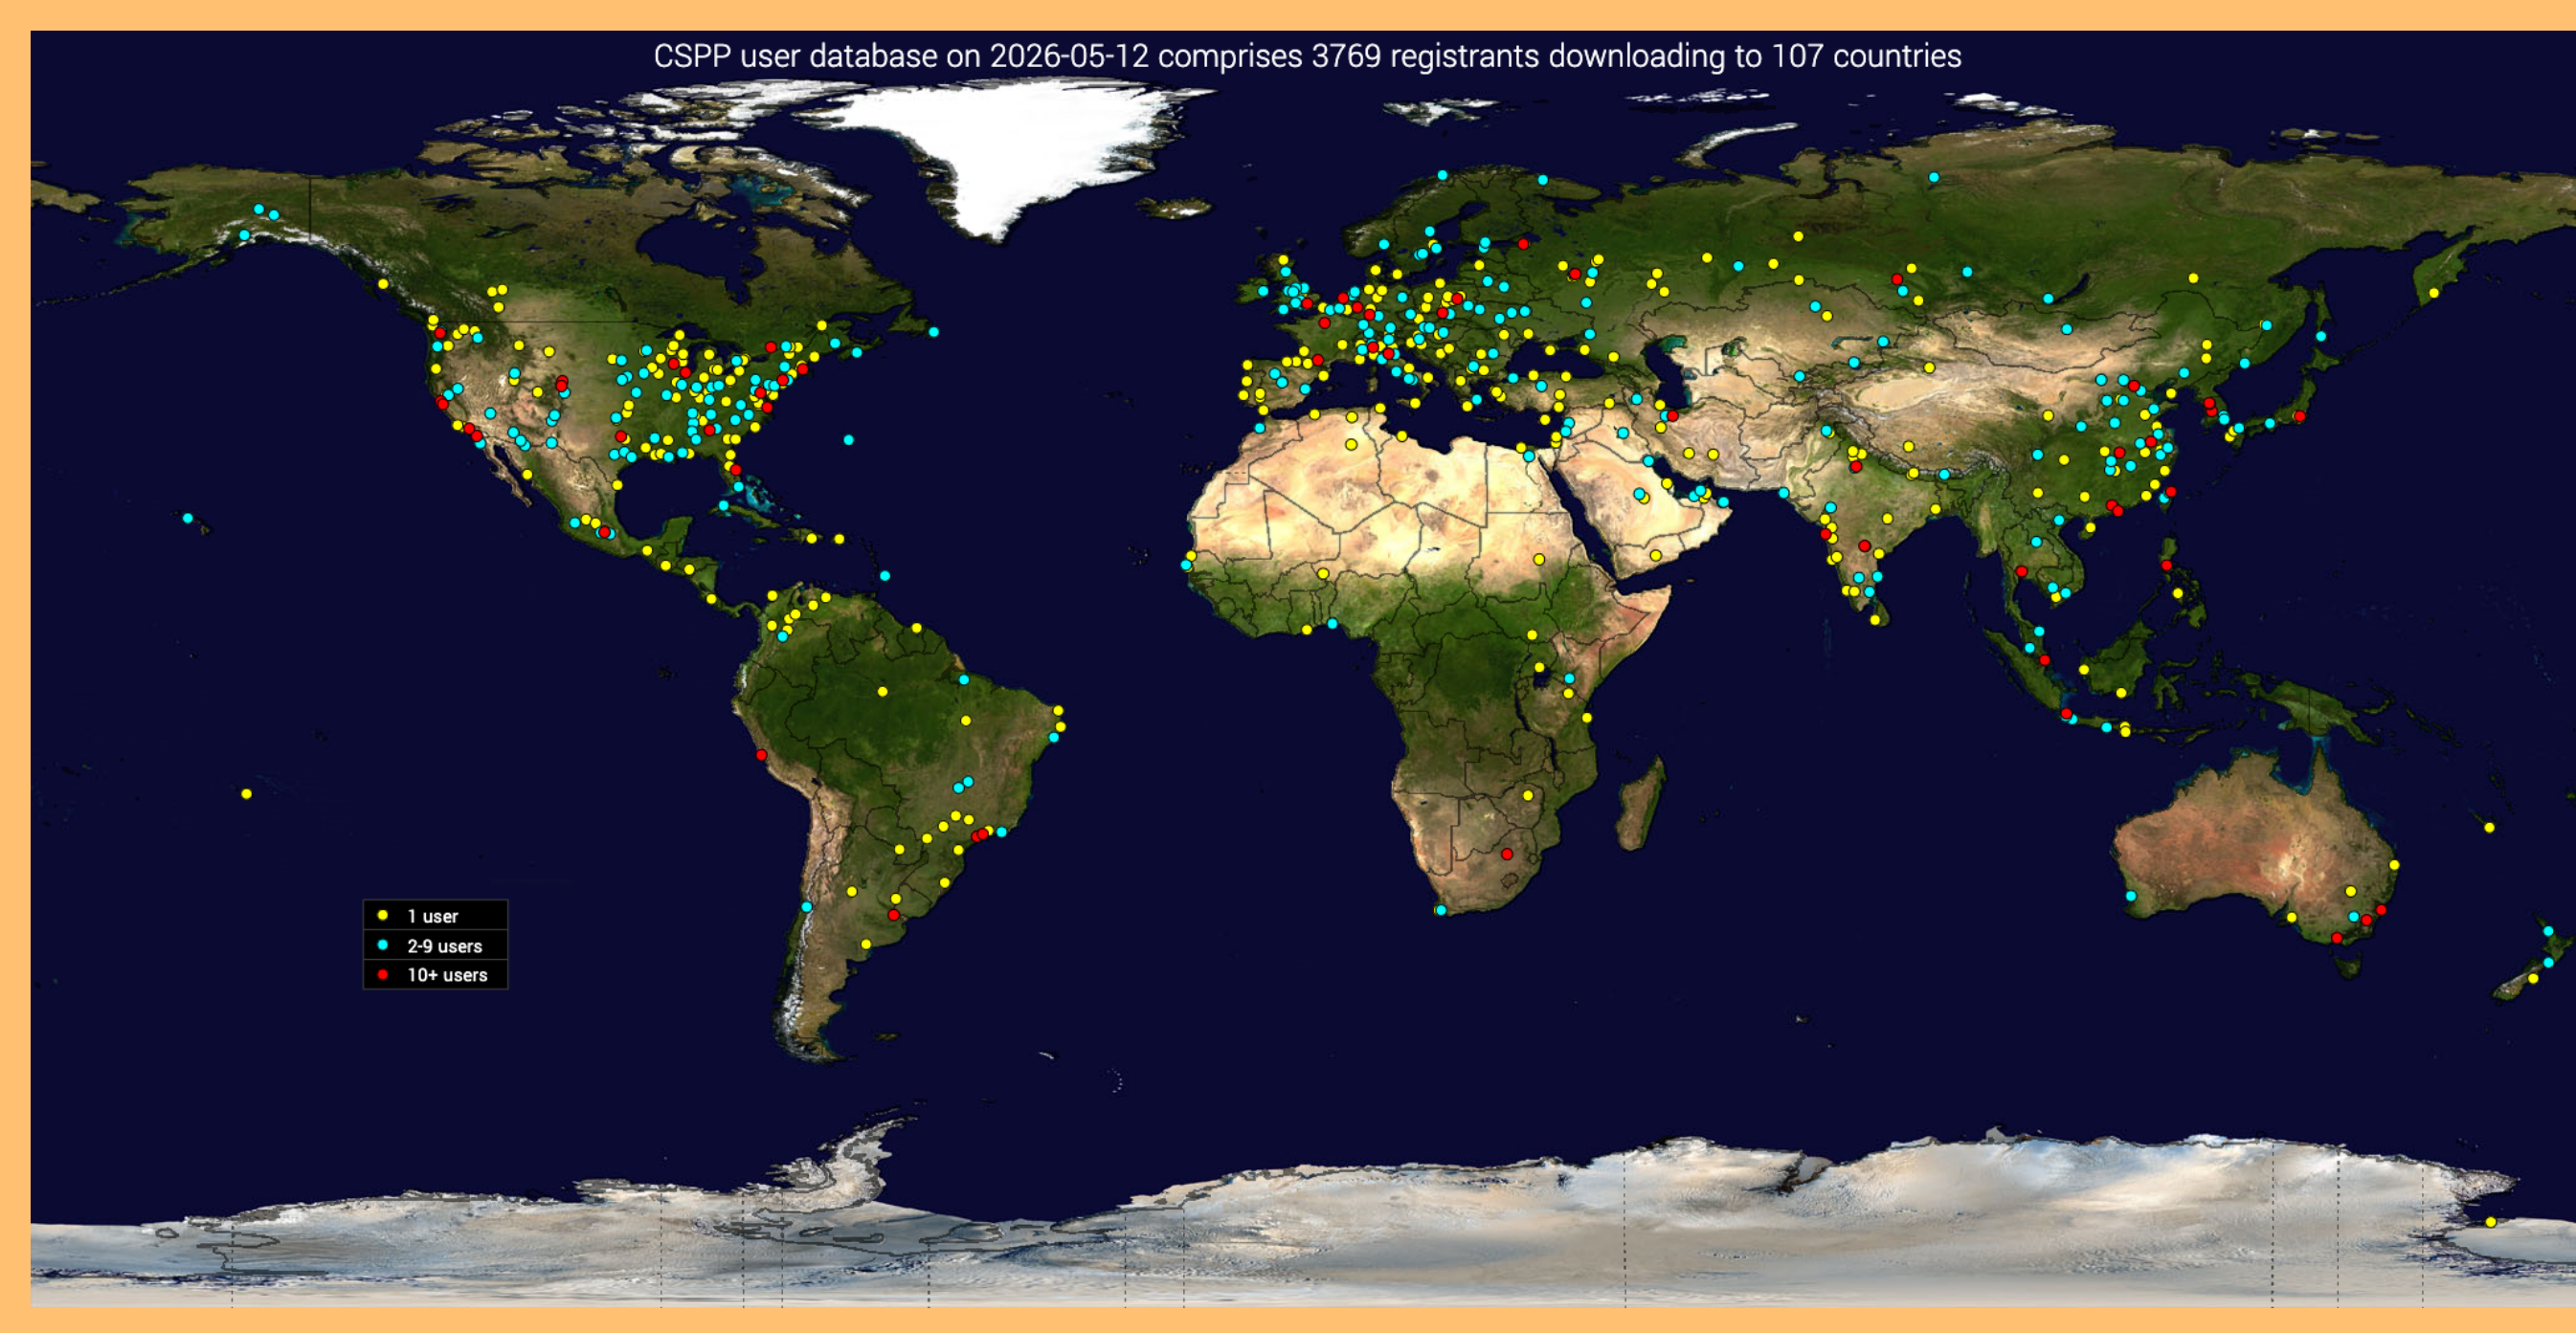 CSPP user database on 2026-05-12 comprises 3769 registrants downloading to 107 countries
1 user
2-9 users
10+ users